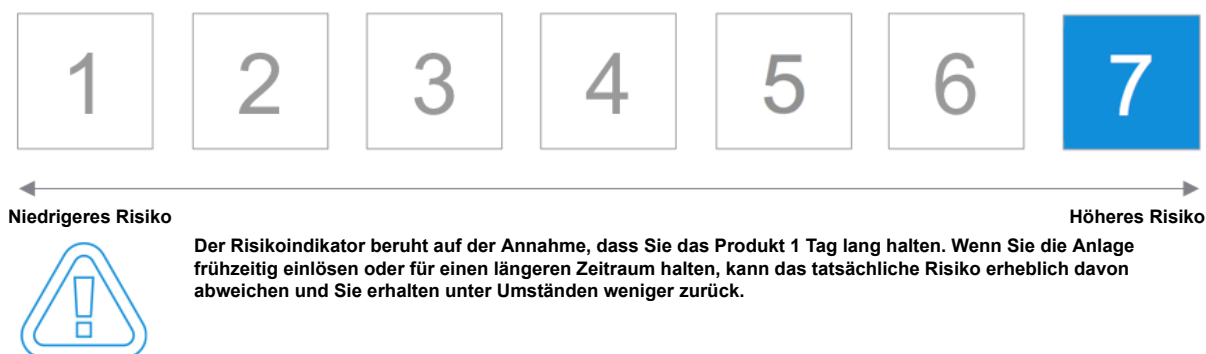 1 2 3 4 5 6 7
Niedrigeres Risiko Höheres Risiko
Der Risikoindikator beruht auf der Annahme, dass Sie das Produkt 1 Tag lang halten. Wenn Sie die Anlage
frühzeitig einlösen oder für einen längeren Zeitraum halten, kann das tatsächliche Risiko erheblich davon
abweichen und Sie erhalten unter Umständen weniger zurück.